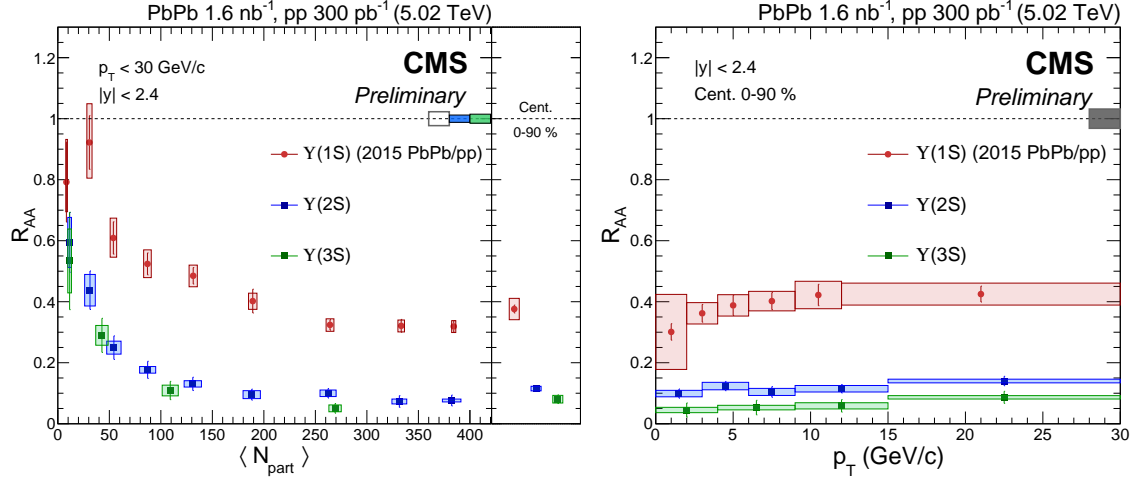 PbPb 1.6 nb⁻¹, pp 300 pb⁻¹ (5.02 TeV)
p_T < 30 GeV/c
|y| < 2.4
CMS
Preliminary
Cent.
0-90 %
ϒ(1S) (2015 PbPb/pp)
ϒ(2S)
ϒ(3S)
R_AA
0
0.2
0.4
0.6
0.8
1
1.2
0 50 100 150 200 250 300 350 400
⟨ N_part ⟩
PbPb 1.6 nb⁻¹, pp 300 pb⁻¹ (5.02 TeV)
|y| < 2.4
Cent. 0-90 %
CMS
Preliminary
ϒ(1S) (2015 PbPb/pp)
ϒ(2S)
ϒ(3S)
R_AA
0
0.2
0.4
0.6
0.8
1
1.2
0 5 10 15 20 25 30
p_T (GeV/c)